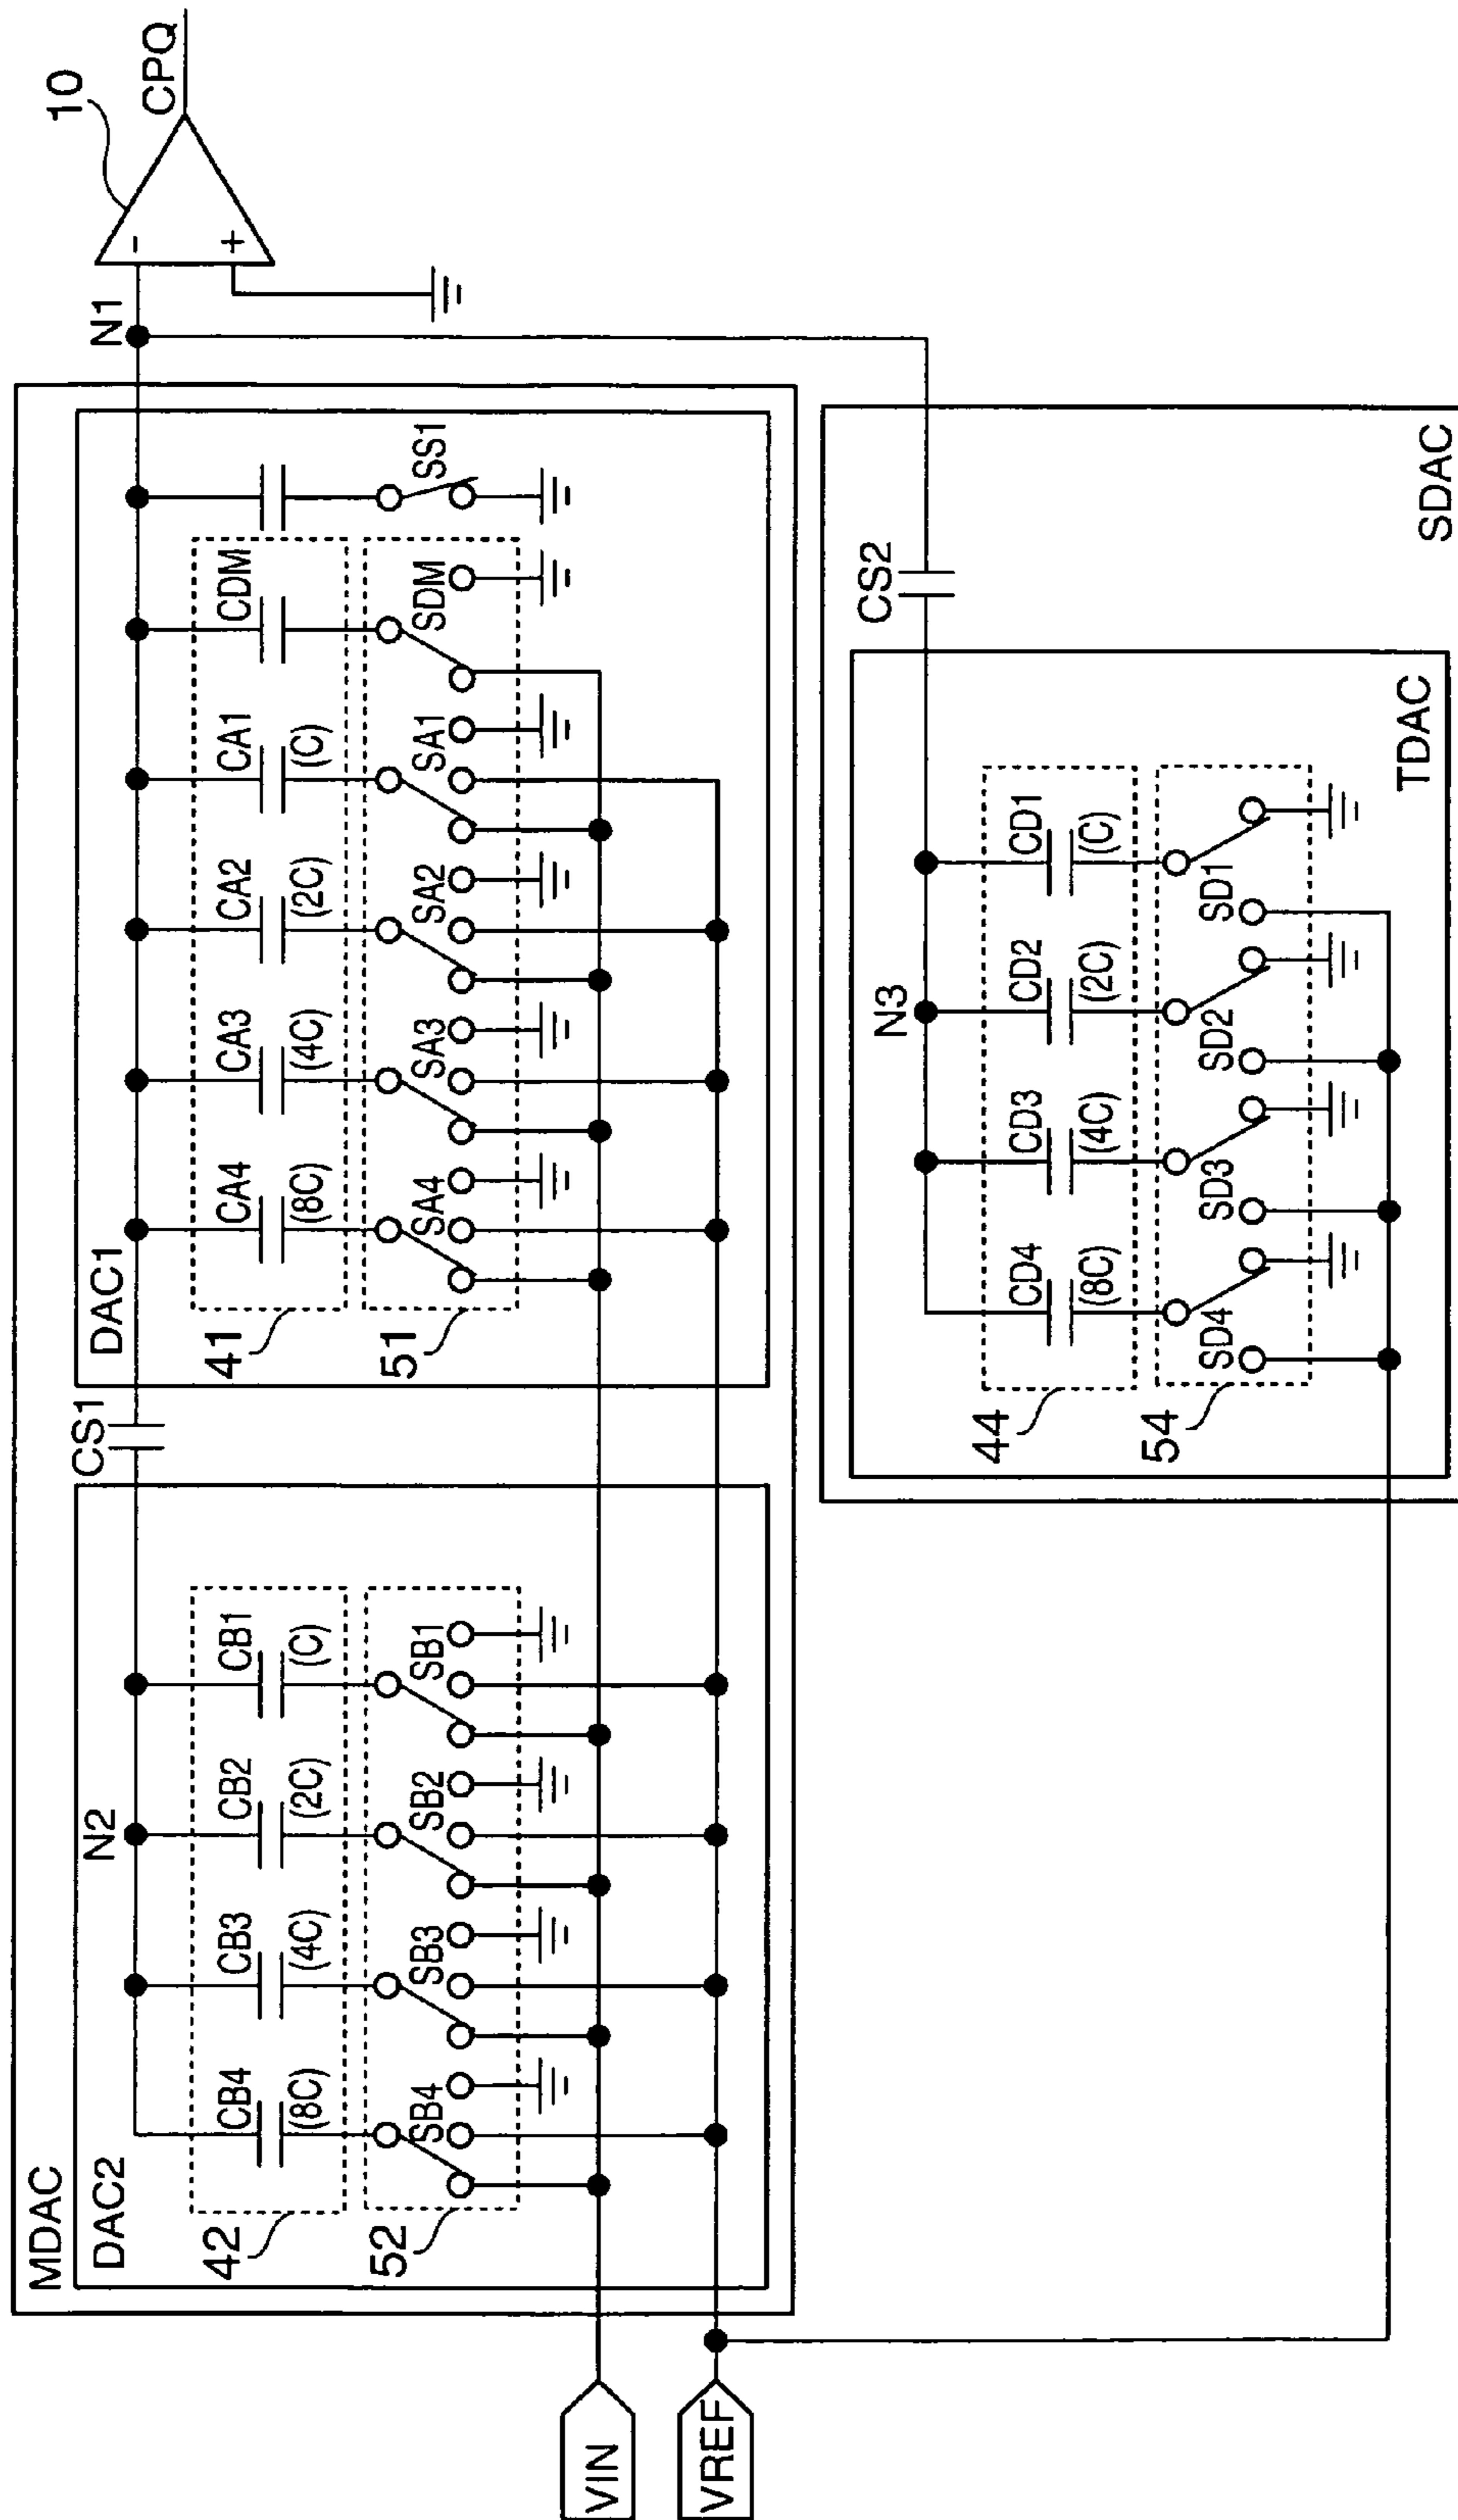 MDAC
DAC2
N2
CB4
CB3
CB2
CB1
(8C)
(4C)
(2C)
(C)
42
SB4
SB3
SB2
SB1
52
CS1
DAC1
CA4
CA3
CA2
CA1
CDM
(8C)
(4C)
(2C)
(C)
41
SA4
SA3
SA2
SA1
SDM
SS1
51
N1
10
-
+
CPQ
VIN
VREF
CS2
N3
CD4
CD3
CD2
CD1
(8C)
(4C)
(2C)
(C)
44
SD4
SD3
SD2
SD1
54
TDAC
SDAC